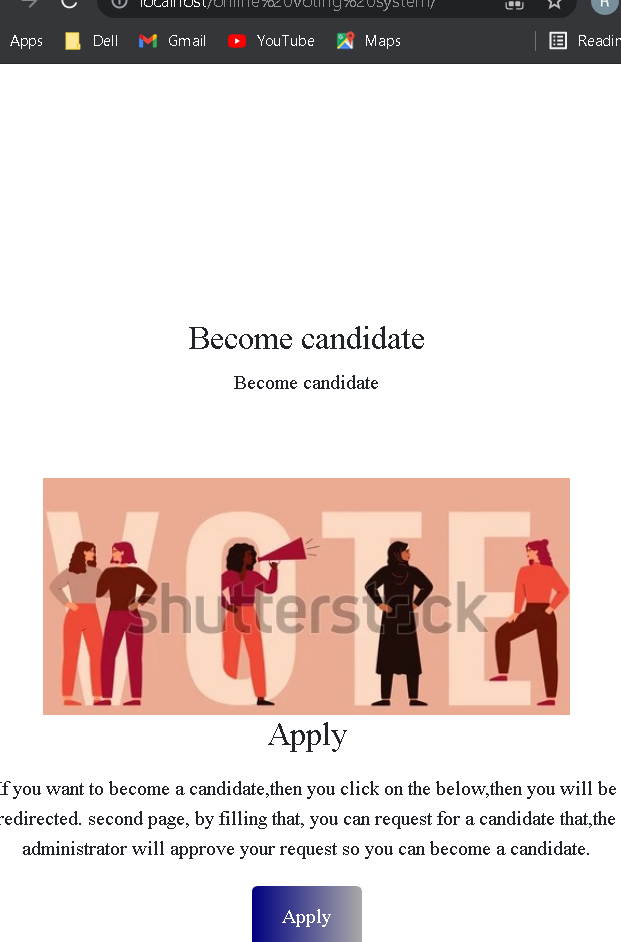 localhost/online%20voting%20system/
R
Apps Dell Gmail YouTube Maps
Become candidate
Become candidate
VOTE
shutterstock
Apply
If you want to become a candidate,then you click on the below,then you will be
redirected. second page, by filling that, you can request for a candidate that,the
administrator will approve your request so you can become a candidate.
Apply